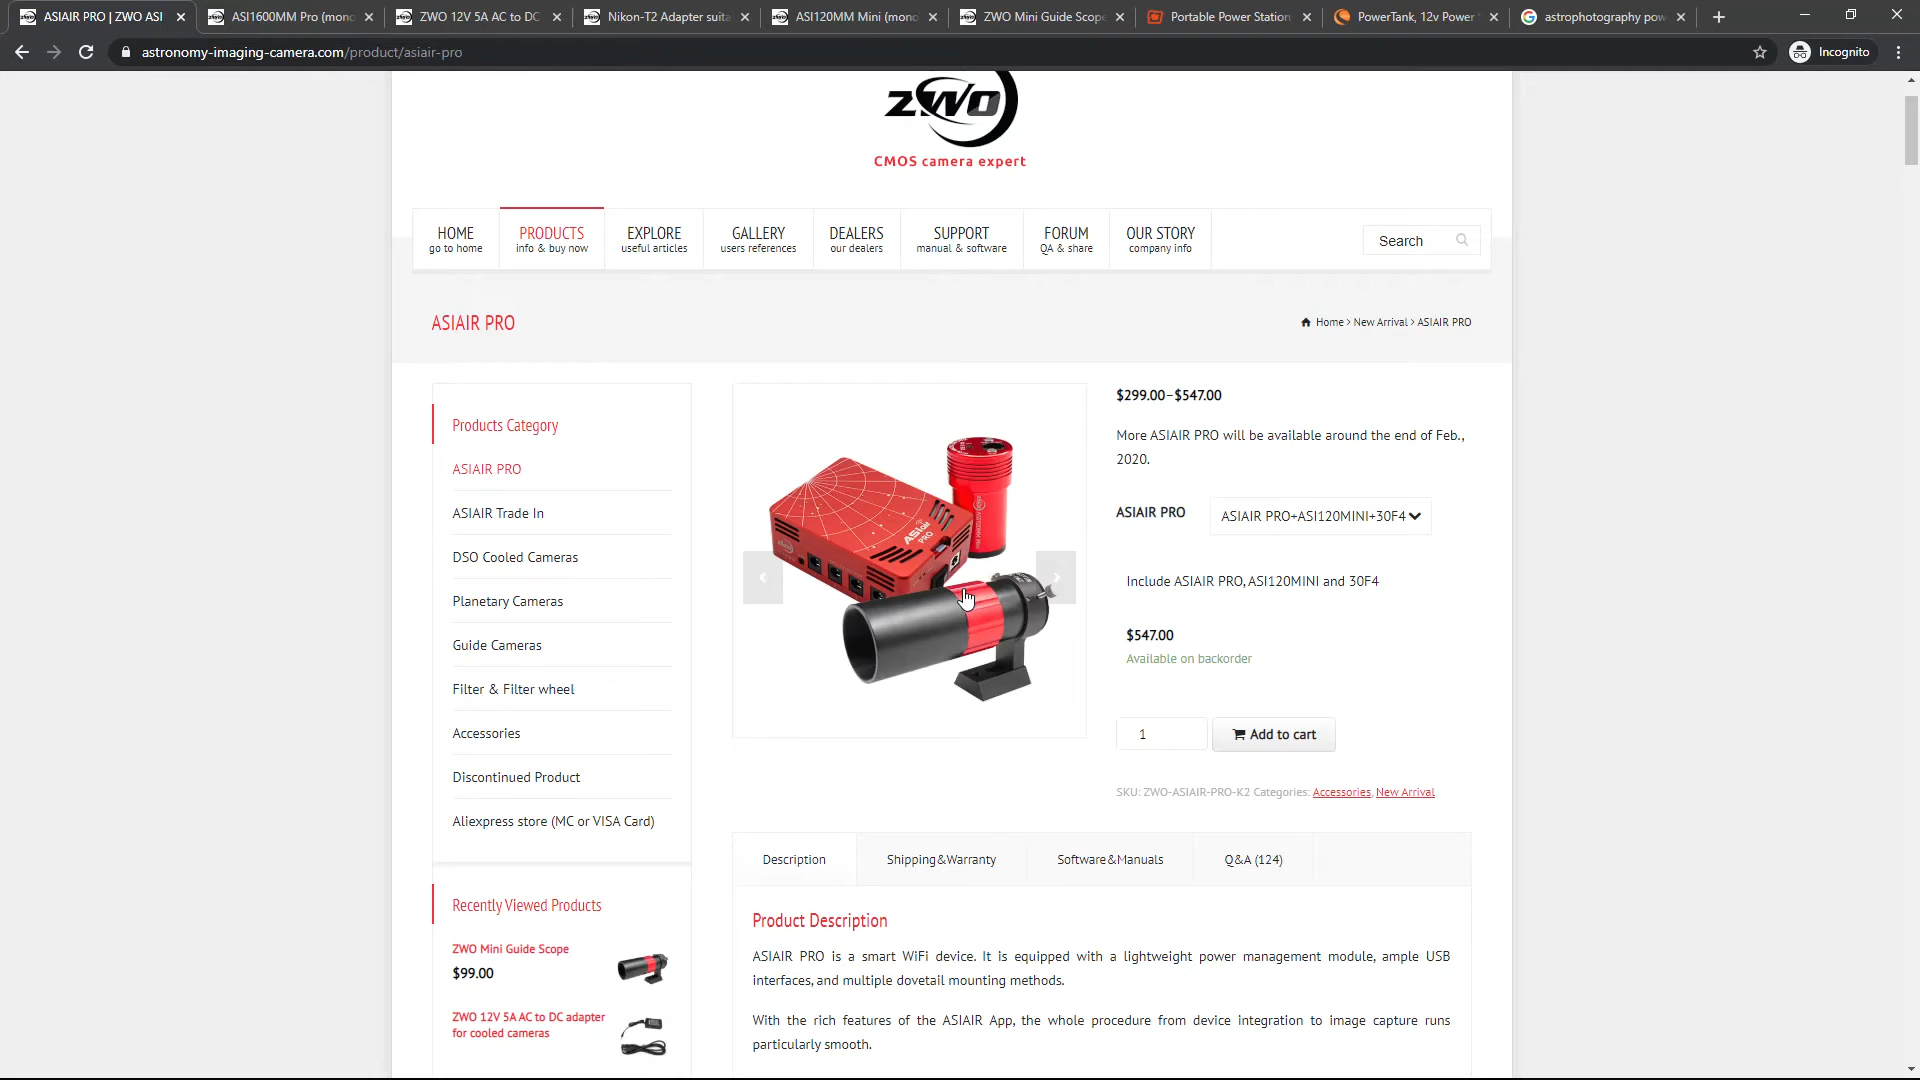 ASIAIR PRO | ZWO ASI
ASI1600MM Pro (mono
ZWO 12V 5A AC to DC
Nikon-T2 Adapter suita
ASI120MM Mini (mono
ZWO Mini Guide Scope
Portable Power Station
PowerTank, 12v Power
astrophotography pow
astronomy-imaging-camera.com/product/asiair-pro
Incognito
ZWO
CMOS camera expert
HOME
go to home
PRODUCTS
info & buy now
EXPLORE
useful articles
GALLERY
users references
DEALERS
our dealers
SUPPORT
manual & software
FORUM
QA & share
OUR STORY
company info
Search
ASIAIR PRO
Home > New Arrival > ASIAIR PRO
Products Category
ASIAIR PRO
ASIAIR Trade In
DSO Cooled Cameras
Planetary Cameras
Guide Cameras
Filter & Filter wheel
Accessories
Discontinued Product
Aliexpress store (MC or VISA Card)
Recently Viewed Products
ZWO Mini Guide Scope
$99.00
ZWO 12V 5A AC to DC adapter
for cooled cameras
ASIAIR
PRO
$299.00–$547.00
More ASIAIR PRO will be available around the end of Feb.,
2020.
ASIAIR PRO
ASIAIR PRO+ASI120MINI+30F4
Include ASIAIR PRO, ASI120MINI and 30F4
$547.00
Available on backorder
1
Add to cart
SKU: ZWO-ASIAIR-PRO-K2 Categories: Accessories, New Arrival
Description
Shipping&Warranty
Software&Manuals
Q&A (124)
Product Description
ASIAIR PRO is a smart WiFi device. It is equipped with a lightweight power management module, ample USB
interfaces, and multiple dovetail mounting methods.
With the rich features of the ASIAIR App, the whole procedure from device integration to image capture runs
particularly smooth.